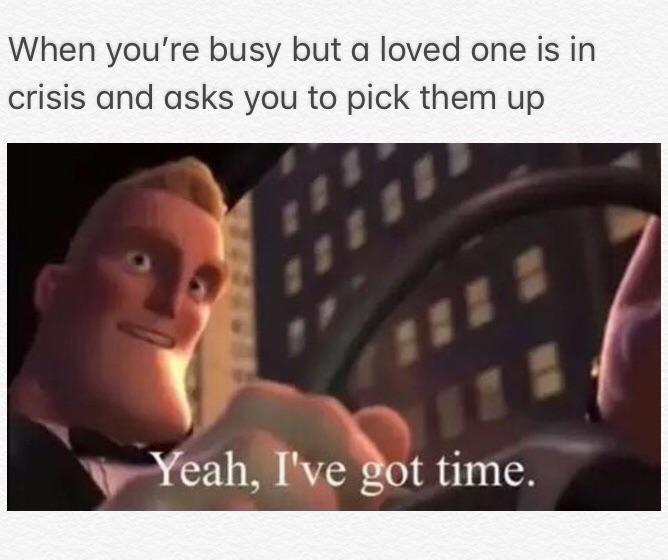 When you’re busy but a loved one is in
crisis and asks you to pick them up
Yeah, I've got time.